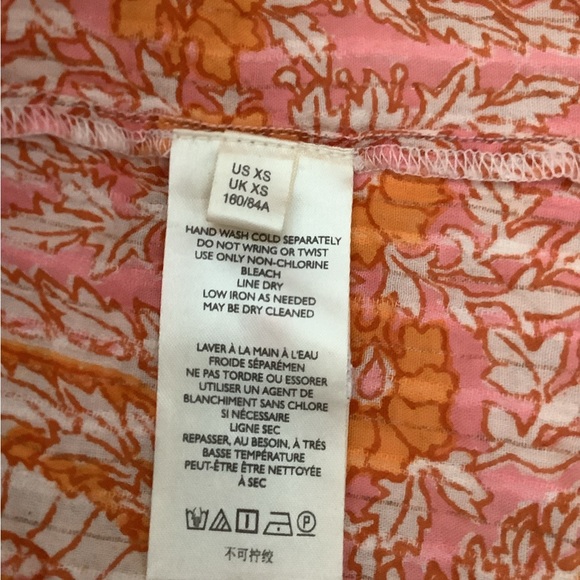 US XS
UK XS
160/84A
HAND WASH COLD SEPARATELY
DO NOT WRING OR TWIST
USE ONLY NON-CHLORINE
BLEACH
LINE DRY
LOW IRON AS NEEDED
MAY BE DRY CLEANED
LAVER À LA MAIN À L'EAU
FROIDE SÉPARÉMEN
NE PAS TORDRE OU ESSORER
UTILISER UN AGENT DE
BLANCHIMENT SANS CHLORE
SI NÉCESSAIRE
LIGNE SEC
REPASSER, AU BESOIN, À TRÉS
BASSE TEMPÉRATURE
PEUT-ÊTRE ÊTRE NETTOYÉE
À SEC
P
不可拧绞